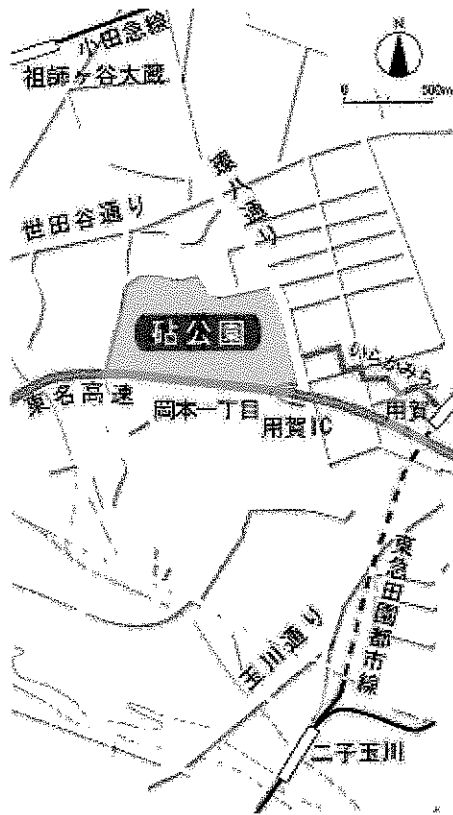 小田急線
N
祖師ヶ谷大蔵
0 500m
環八通り
世田谷通り
砧公園
いらかみち
東名高速
岡本一丁目
用賀IC
用賀
東急田園都市線
玉川通り
二子玉川